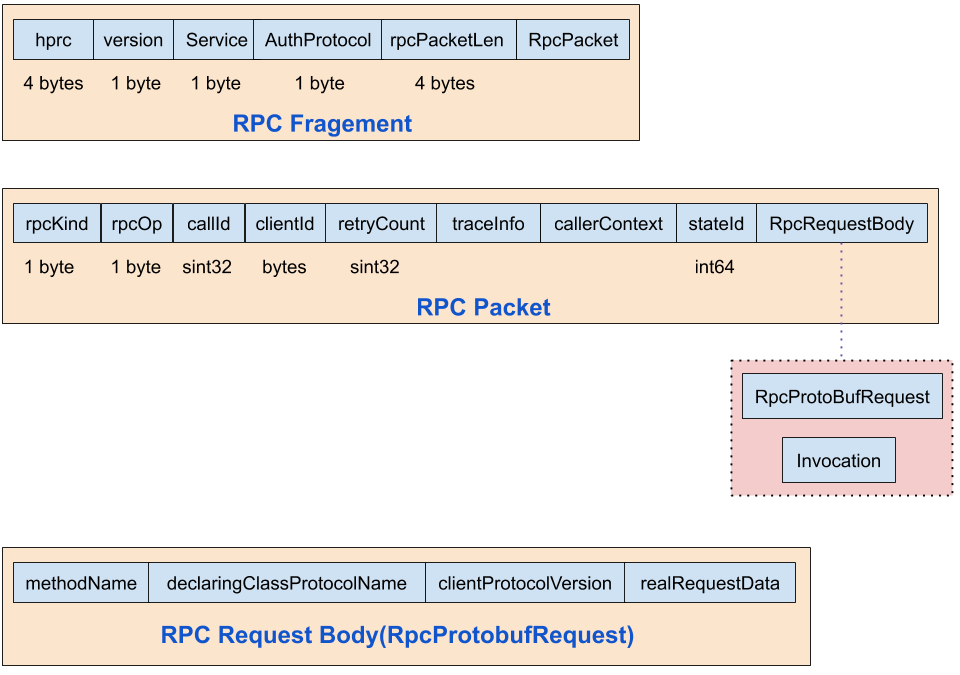 hprc version Service AuthProtocol rpcPacketLen RpcPacket
4 bytes 1 byte 1 byte 1 byte 4 bytes
RPC Fragement
rpcKind rpcOp callId clientId retryCount traceInfo callerContext stateId RpcRequestBody
1 byte 1 byte sint32 bytes sint32 int64
RPC Packet
RpcProtoBufRequest
Invocation
methodName declaringClassProtocolName clientProtocolVersion realRequestData
RPC Request Body(RpcProtobufRequest)